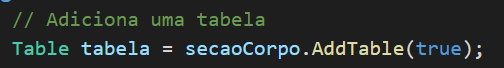 // Adiciona uma tabela
Table tabela = secaoCorpo.AddTable(true);